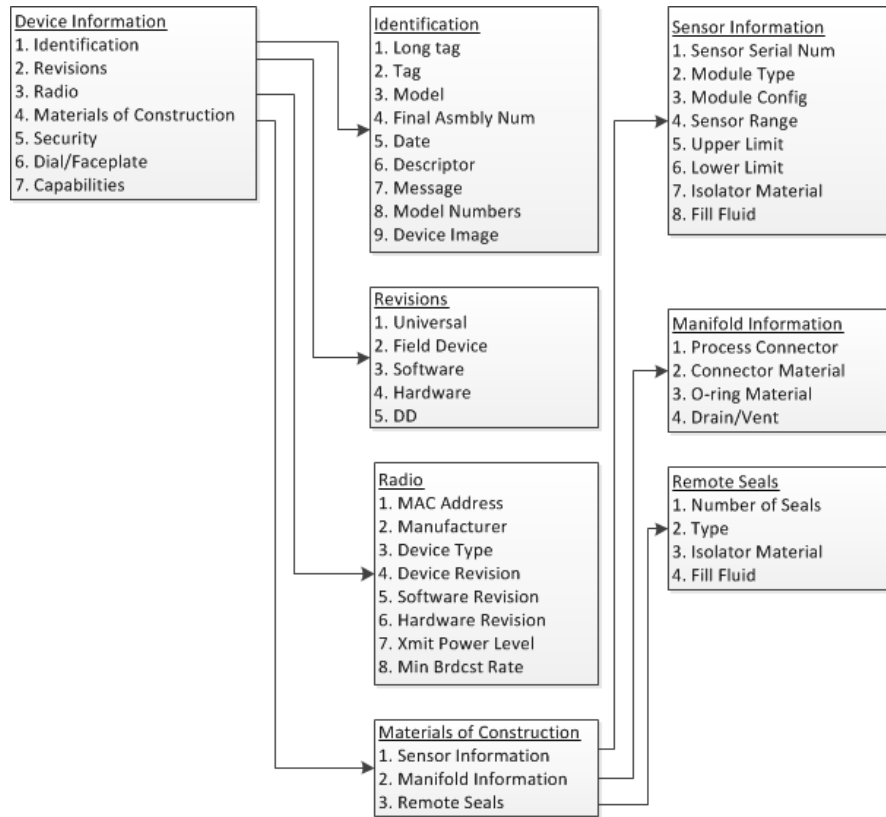 Device Information
1. Identification
2. Revisions
3. Radio
4. Materials of Construction
5. Security
6. Dial/Faceplate
7. Capabilities
Identification
1. Long tag
2. Tag
3. Model
4. Final Asmbly Num
5. Date
6. Descriptor
7. Message
8. Model Numbers
9. Device Image
Revisions
1. Universal
2. Field Device
3. Software
4. Hardware
5. DD
Radio
1. MAC Address
2. Manufacturer
3. Device Type
4. Device Revision
5. Software Revision
6. Hardware Revision
7. Xmit Power Level
8. Min Brdcst Rate
Materials of Construction
1. Sensor Information
2. Manifold Information
3. Remote Seals
Sensor Information
1. Sensor Serial Num
2. Module Type
3. Module Config
4. Sensor Range
5. Upper Limit
6. Lower Limit
7. Isolator Material
8. Fill Fluid
Manifold Information
1. Process Connector
2. Connector Material
3. O-ring Material
4. Drain/Vent
Remote Seals
1. Number of Seals
2. Type
3. Isolator Material
4. Fill Fluid